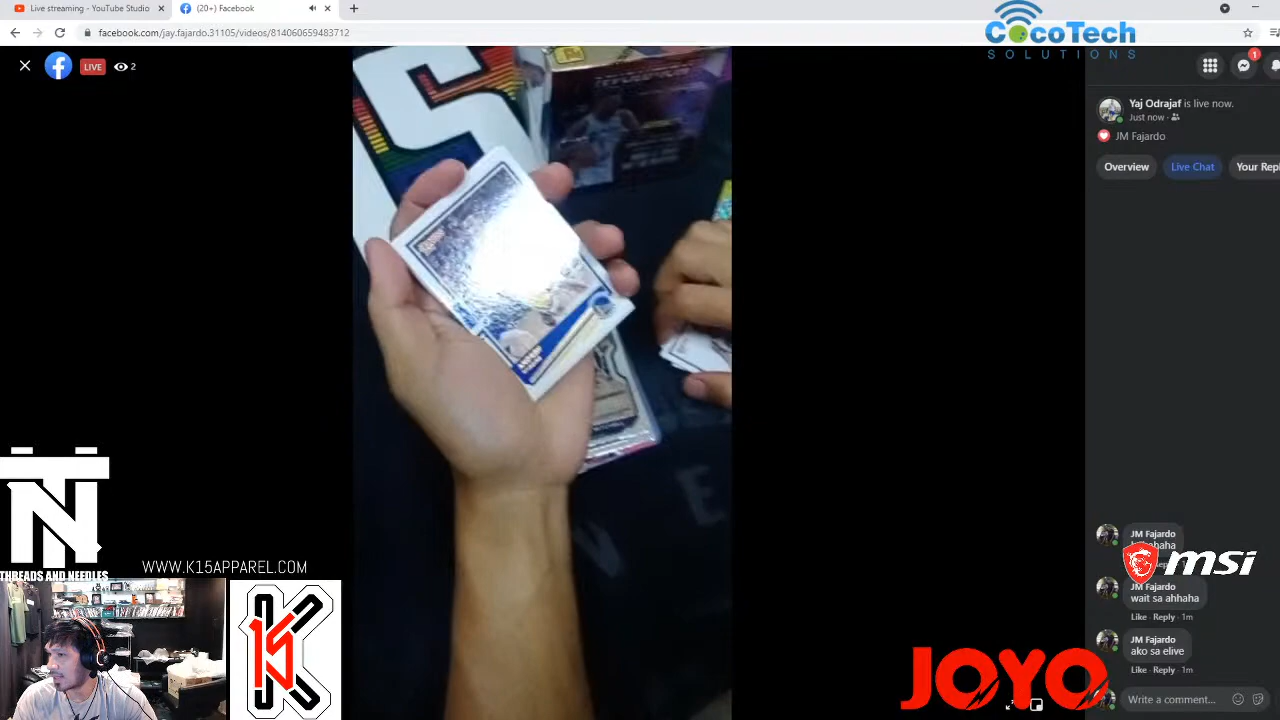 Live streaming - YouTube Studio
(20+) Facebook
facebook.com/jay.fajardo.31105/videos/814060659483712
CocoTech
SOLUTIONS
LIVE
2
1
Yaj Odrajaf is live now.
Just now
JM Fajardo
Overview
Live Chat
Your Repl
JM Fajardo
JM Fajardo
wait sa ahhaha
Like · Reply · 1m
JM Fajardo
ako sa elive
Like · Reply · 1m
Write a comment...
msi
JOYO
TN
THREADS AND NEEDLES
WWW.K15APPAREL.COM
K
15